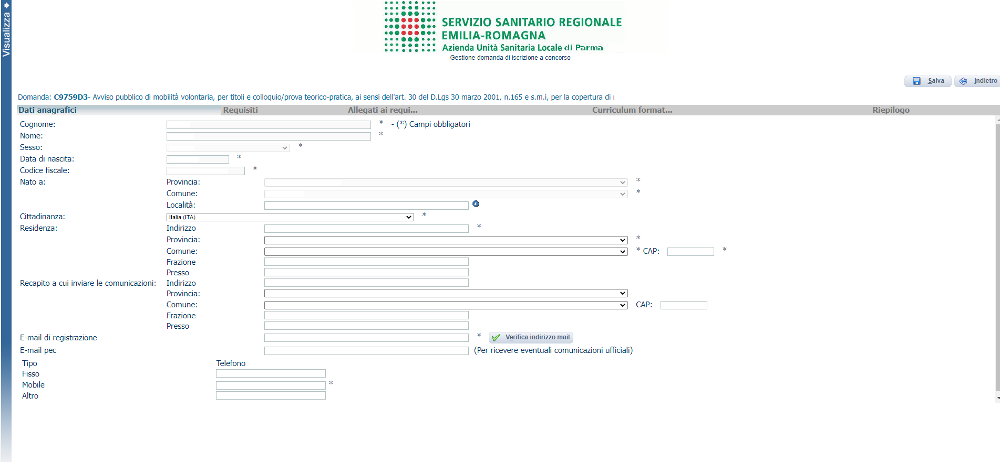 Visualizza
SERVIZIO SANITARIO REGIONALE
EMILIA-ROMAGNA
Azienda Unità Sanitaria Locale di Parma
Gestione domanda di iscrizione a concorso
Salva Indietro
Domanda: C9759D3- Avviso pubblico di mobilità volontaria, per titoli e colloquio/prova teorico-pratica, ai sensi dell'art. 30 del D.Lgs 30 marzo 2001, n.165 e s.m.i, per la copertura di
Dati anagrafici Requisiti Allegati ai requi... Curriculum format... Riepilogo
Cognome: * - (*) Campi obbligatori
Nome: *
Sesso: *
Data di nascita: *
Codice fiscale: *
Nato a: Provincia: *
Comune: *
Località:
Cittadinanza: Italia (ITA) *
Residenza: Indirizzo *
Provincia: *
Comune: * CAP: *
Frazione
Presso
Recapito a cui inviare le comunicazioni: Indirizzo
Provincia:
Comune: CAP:
Frazione
Presso
E-mail di registrazione * Verifica indirizzo mail
E-mail pec (Per ricevere eventuali comunicazioni ufficiali)
Tipo Telefono
Fisso
Mobile *
Altro